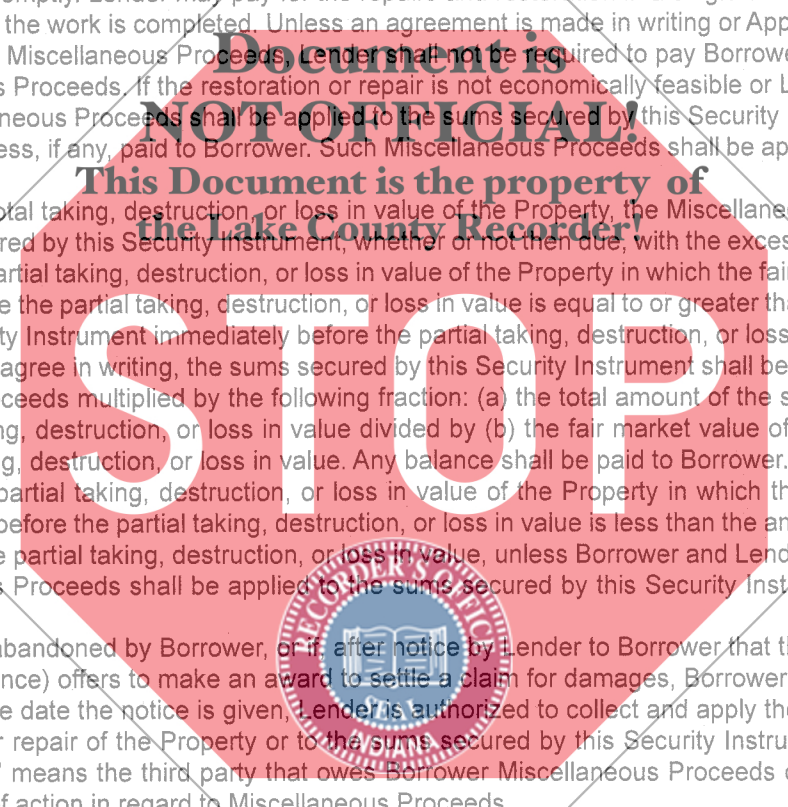 the work is completed. Unless an agreement is made in writing or App
Document is
Miscellaneous Proceeds, Lender shall not be required to pay Borrowe
s Proceeds. If the restoration or repair is not economically feasible or L
NOT OFFICIAL!
neous Proceeds shall be applied to the sums secured by this Security
ess, if any, paid to Borrower. Such Miscellaneous Proceeds shall be ap
This Document is the property of
otal taking, destruction, or loss in value of the Property, the Miscellane
the Lake County Recorder!
red by this Security Instrument, whether or not then due, with the exces
artial taking, destruction, or loss in value of the Property in which the fair
e the partial taking, destruction, or loss in value is equal to or greater tha
ty Instrument immediately before the partial taking, destruction, or loss
agree in writing, the sums secured by this Security Instrument shall be
STOP
ceeds multiplied by the following fraction: (a) the total amount of the s
ng, destruction, or loss in value divided by (b) the fair market value of
g, destruction, or loss in value. Any balance shall be paid to Borrower.
partial taking, destruction, or loss in value of the Property in which th
before the partial taking, destruction, or loss in value is less than the am
e partial taking, destruction, or loss in value, unless Borrower and Lend
s Proceeds shall be applied to the sums secured by this Security Inst
RECORDER'S OFFICE
abandoned by Borrower, or if, after notice by Lender to Borrower that th
nce) offers to make an award to settle a claim for damages, Borrower
SEAL
e date the notice is given, Lender is authorized to collect and apply the
r repair of the Property or to the sums secured by this Security Instru
INDIANA
" means the third party that owes Borrower Miscellaneous Proceeds o
of action in regard to Miscellaneous Proceeds.